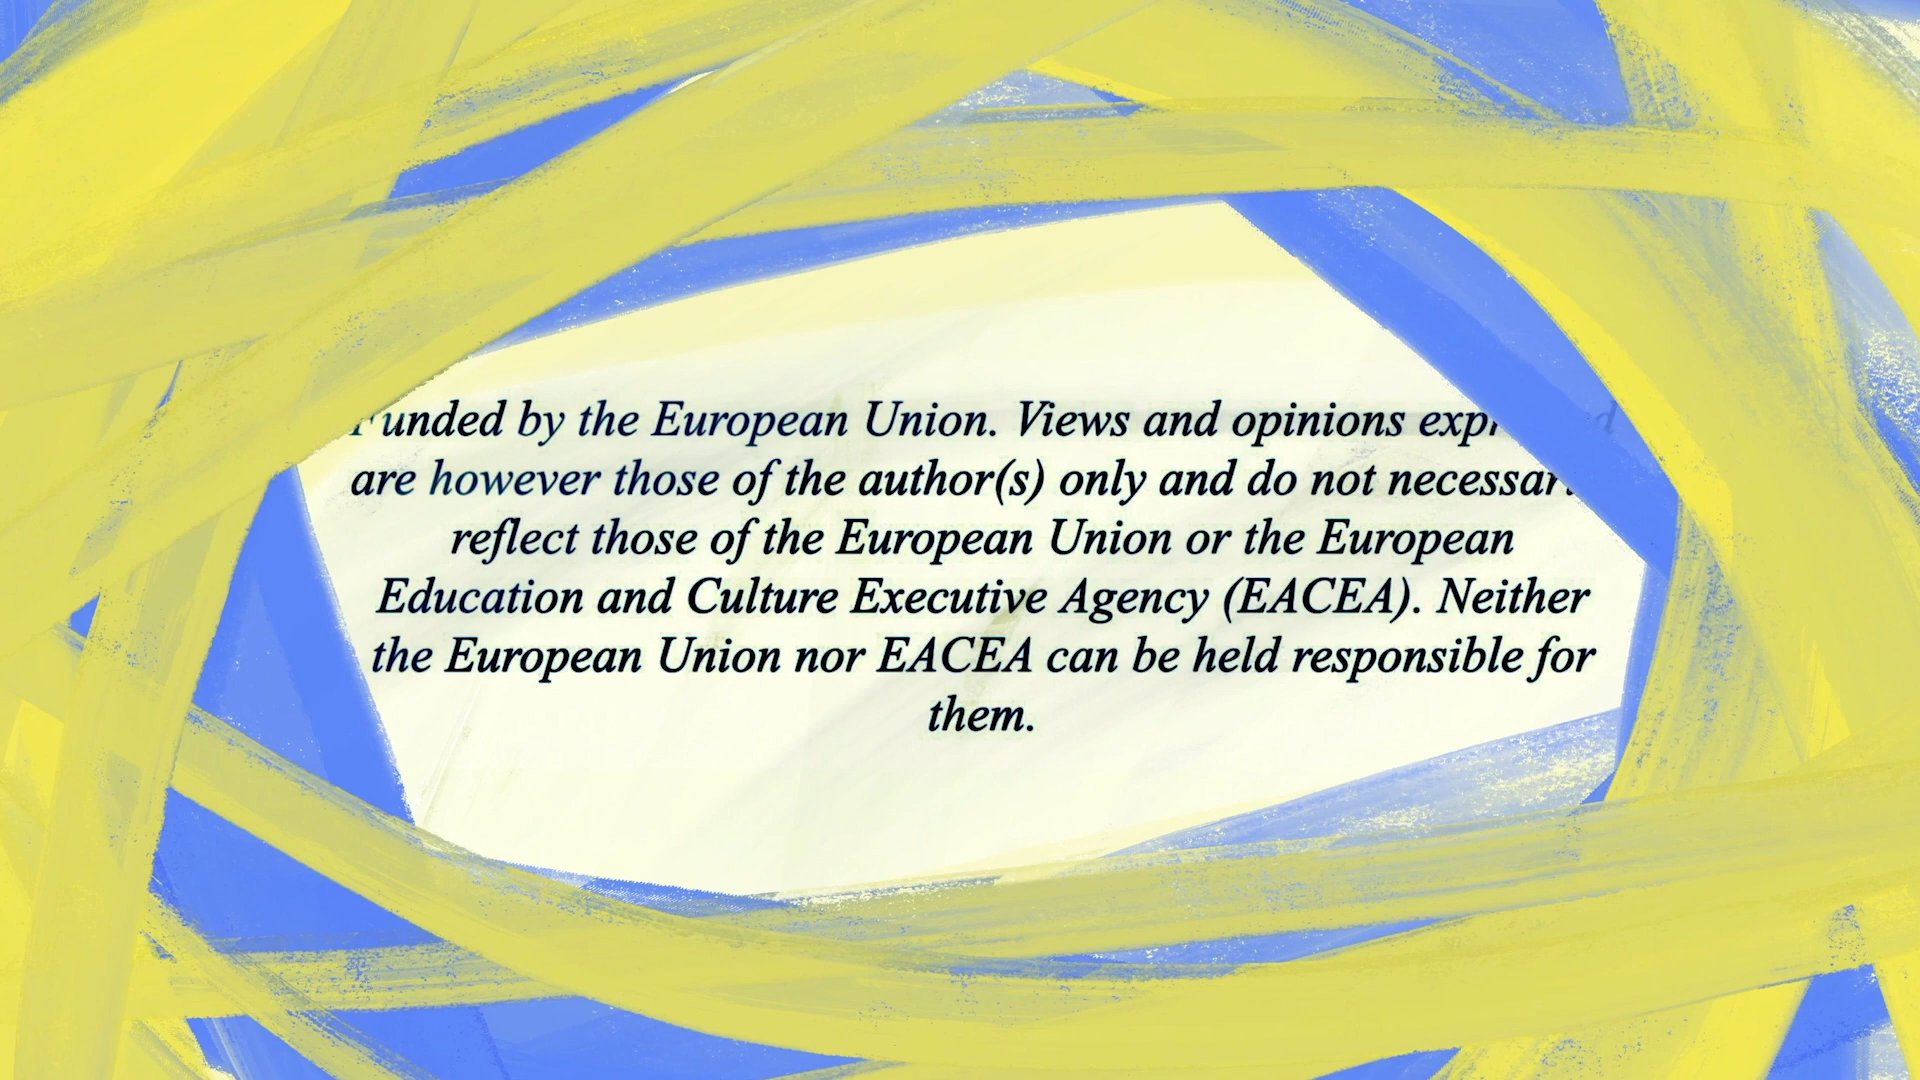 Funded by the European Union. Views and opinions
are however those of the author(s) only and do not
reflect those of the European Union or the European
Education and Culture Executive Agency (EACEA). Neither
the European Union nor EACEA can be held responsible for
them.